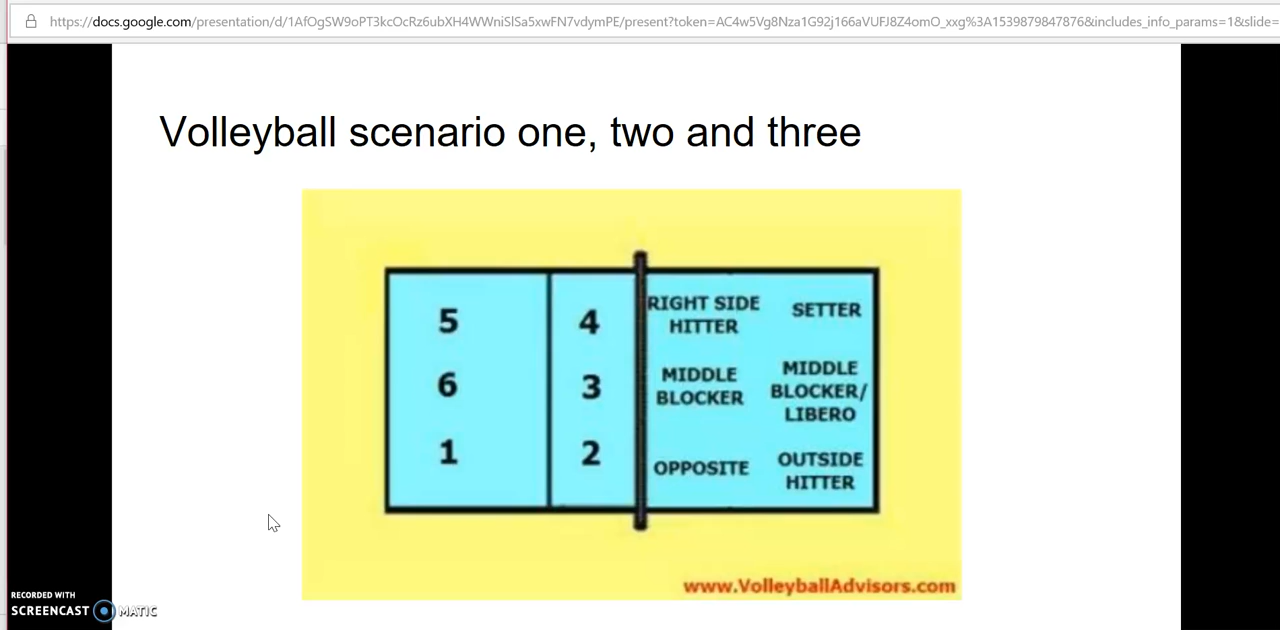 https://docs.google.com/presentation/d/1AfOgSW9oPT3kcOcRz6ubXH4WWniSlSa5xwFN7vdymPE/present?token=AC4w5Vg8Nza1G92j166aVUFJ8Z4omO_xxg%3A1539879847876&includes_info_params=1&slide=
Volleyball scenario one, two and three
5 4
6 3
1 2
RIGHT SIDE
HITTER
SETTER
MIDDLE
BLOCKER
MIDDLE
BLOCKER/
LIBERO
OPPOSITE
OUTSIDE
HITTER
www.VolleyballAdvisors.com
RECORDED WITH
SCREENCAST MATIC